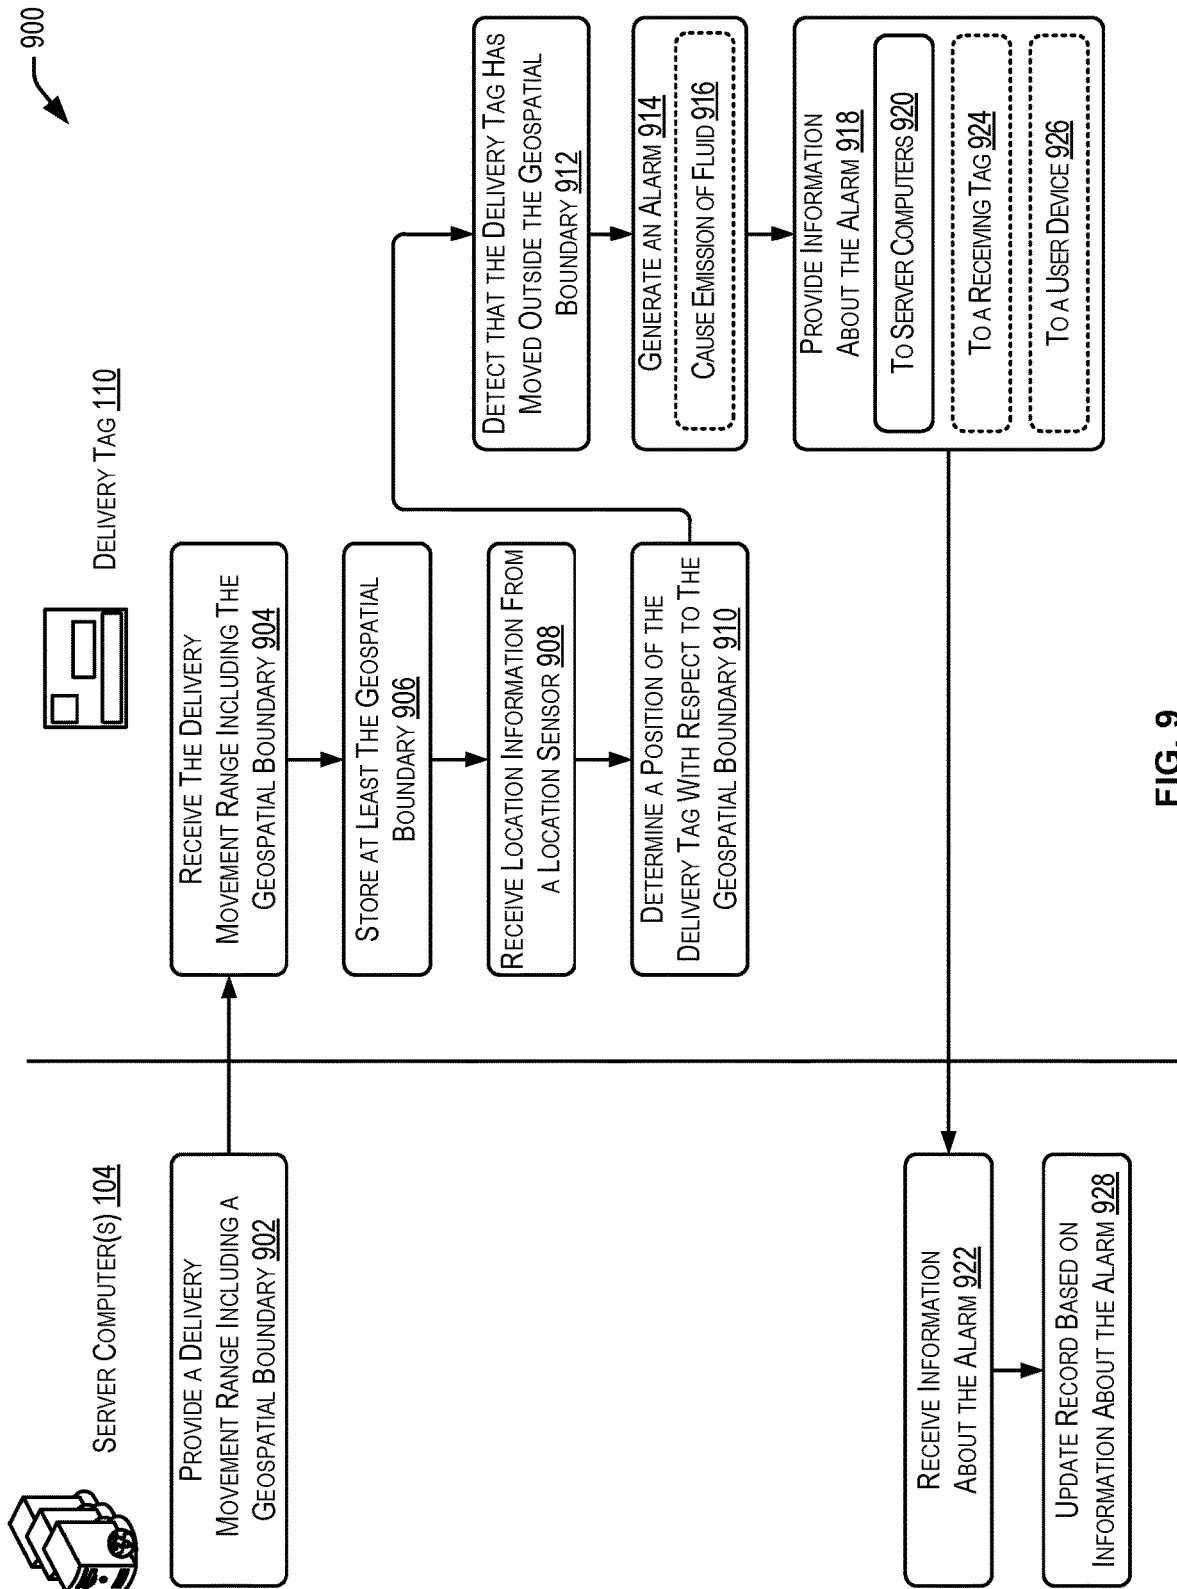 900
SERVER COMPUTER(S) 104
DELIVERY TAG 110
PROVIDE A DELIVERY
MOVEMENT RANGE INCLUDING A
GEOSPATIAL BOUNDARY 902
RECEIVE THE DELIVERY
MOVEMENT RANGE INCLUDING THE
GEOSPATIAL BOUNDARY 904
STORE AT LEAST THE GEOSPATIAL
BOUNDARY 906
RECEIVE LOCATION INFORMATION FROM
A LOCATION SENSOR 908
DETERMINE A POSITION OF THE
DELIVERY TAG WITH RESPECT TO THE
GEOSPATIAL BOUNDARY 910
DETECT THAT THE DELIVERY TAG HAS
MOVED OUTSIDE THE GEOSPATIAL
BOUNDARY 912
GENERATE AN ALARM 914
CAUSE EMISSION OF FLUID 916
PROVIDE INFORMATION
ABOUT THE ALARM 918
TO SERVER COMPUTERS 920
TO A RECEIVING TAG 924
TO A USER DEVICE 926
RECEIVE INFORMATION
ABOUT THE ALARM 922
UPDATE RECORD BASED ON
INFORMATION ABOUT THE ALARM 928
FIG. 9